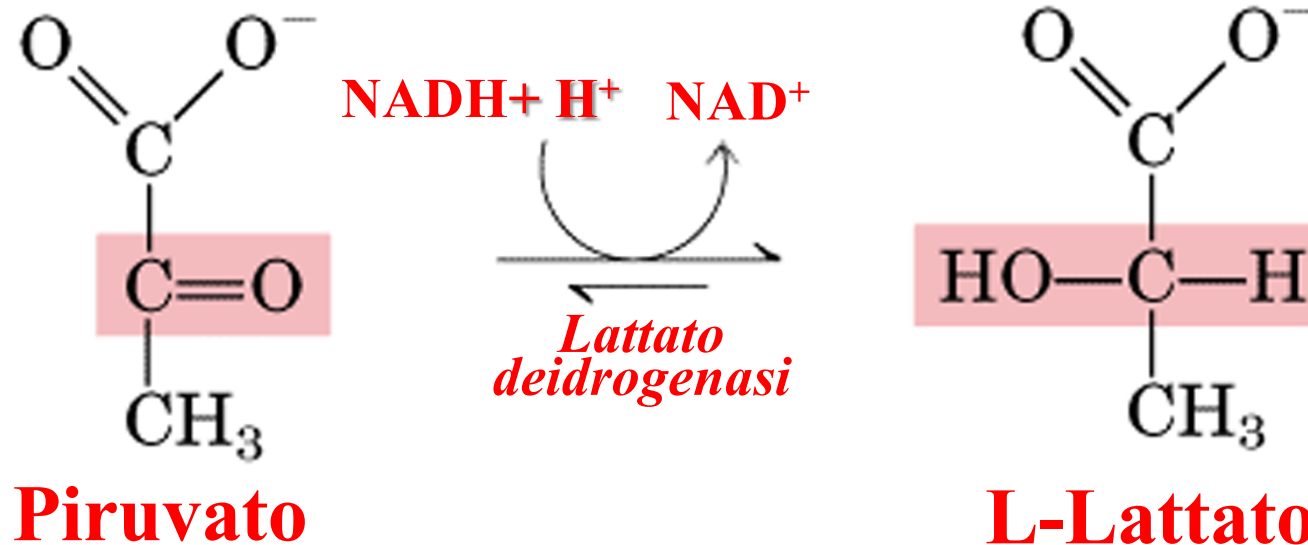 O O⁻ O O⁻
NADH+ H⁺ NAD⁺
C C
C=O HO—C—H
Lattato
deidrogenasi
CH₃ CH₃
Piruvato L-Lattato